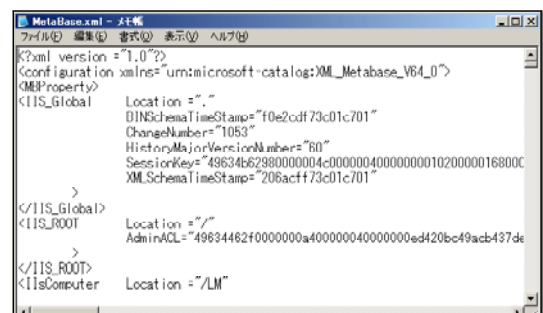 MetaBase.xml - メモ帳
ファイル(F) 編集(E) 書式(O) 表示(V) ヘルプ(H)
<?xml version ="1.0"?>
<configuration xmlns="urn:microsoft-catalog:XML_Metabase_V64_0">
<MBProperty>
<IIS_Global Location ="."
BINSchemaTimeStamp="f0e2cdf73c01c701"
ChangeNumber="1053"
HistoryMajorVersionNumber="60"
SessionKey="49634b62980000004c000000400000000102000001680000
XMLSchemaTimeStamp="206acff73c01c701"
>
</IIS_Global>
<IIS_ROOT Location ="/"
AdminACL="49634462f0000000a400000040000000ed420bc49acb437de
>
</IIS_ROOT>
<IIsComputer Location ="/LM"